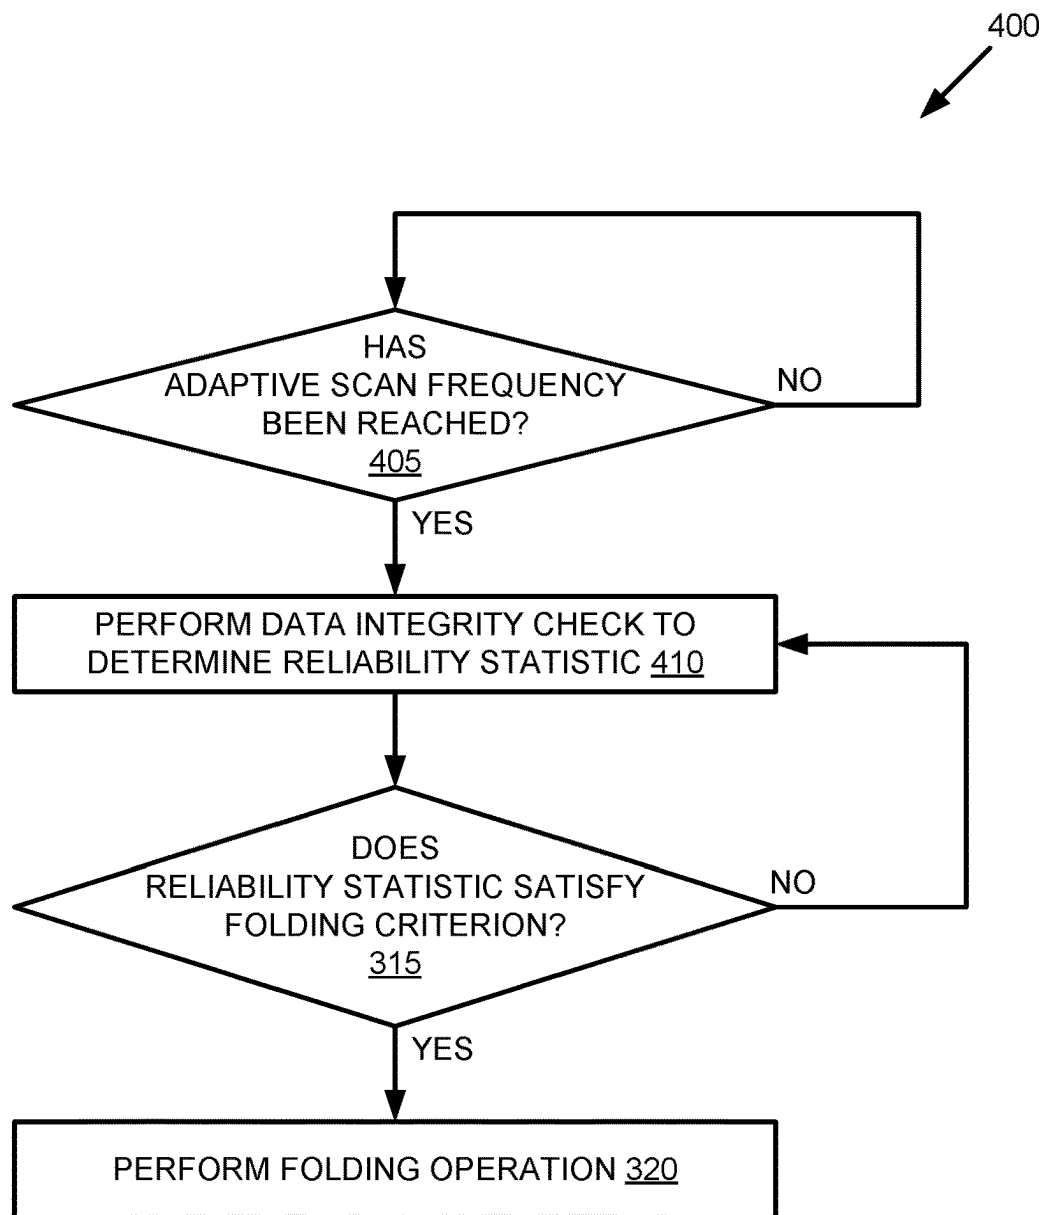 400
HAS
ADAPTIVE SCAN FREQUENCY
BEEN REACHED?
405
NO
YES
PERFORM DATA INTEGRITY CHECK TO
DETERMINE RELIABILITY STATISTIC 410
DOES
RELIABILITY STATISTIC SATISFY
FOLDING CRITERION?
315
NO
YES
PERFORM FOLDING OPERATION 320